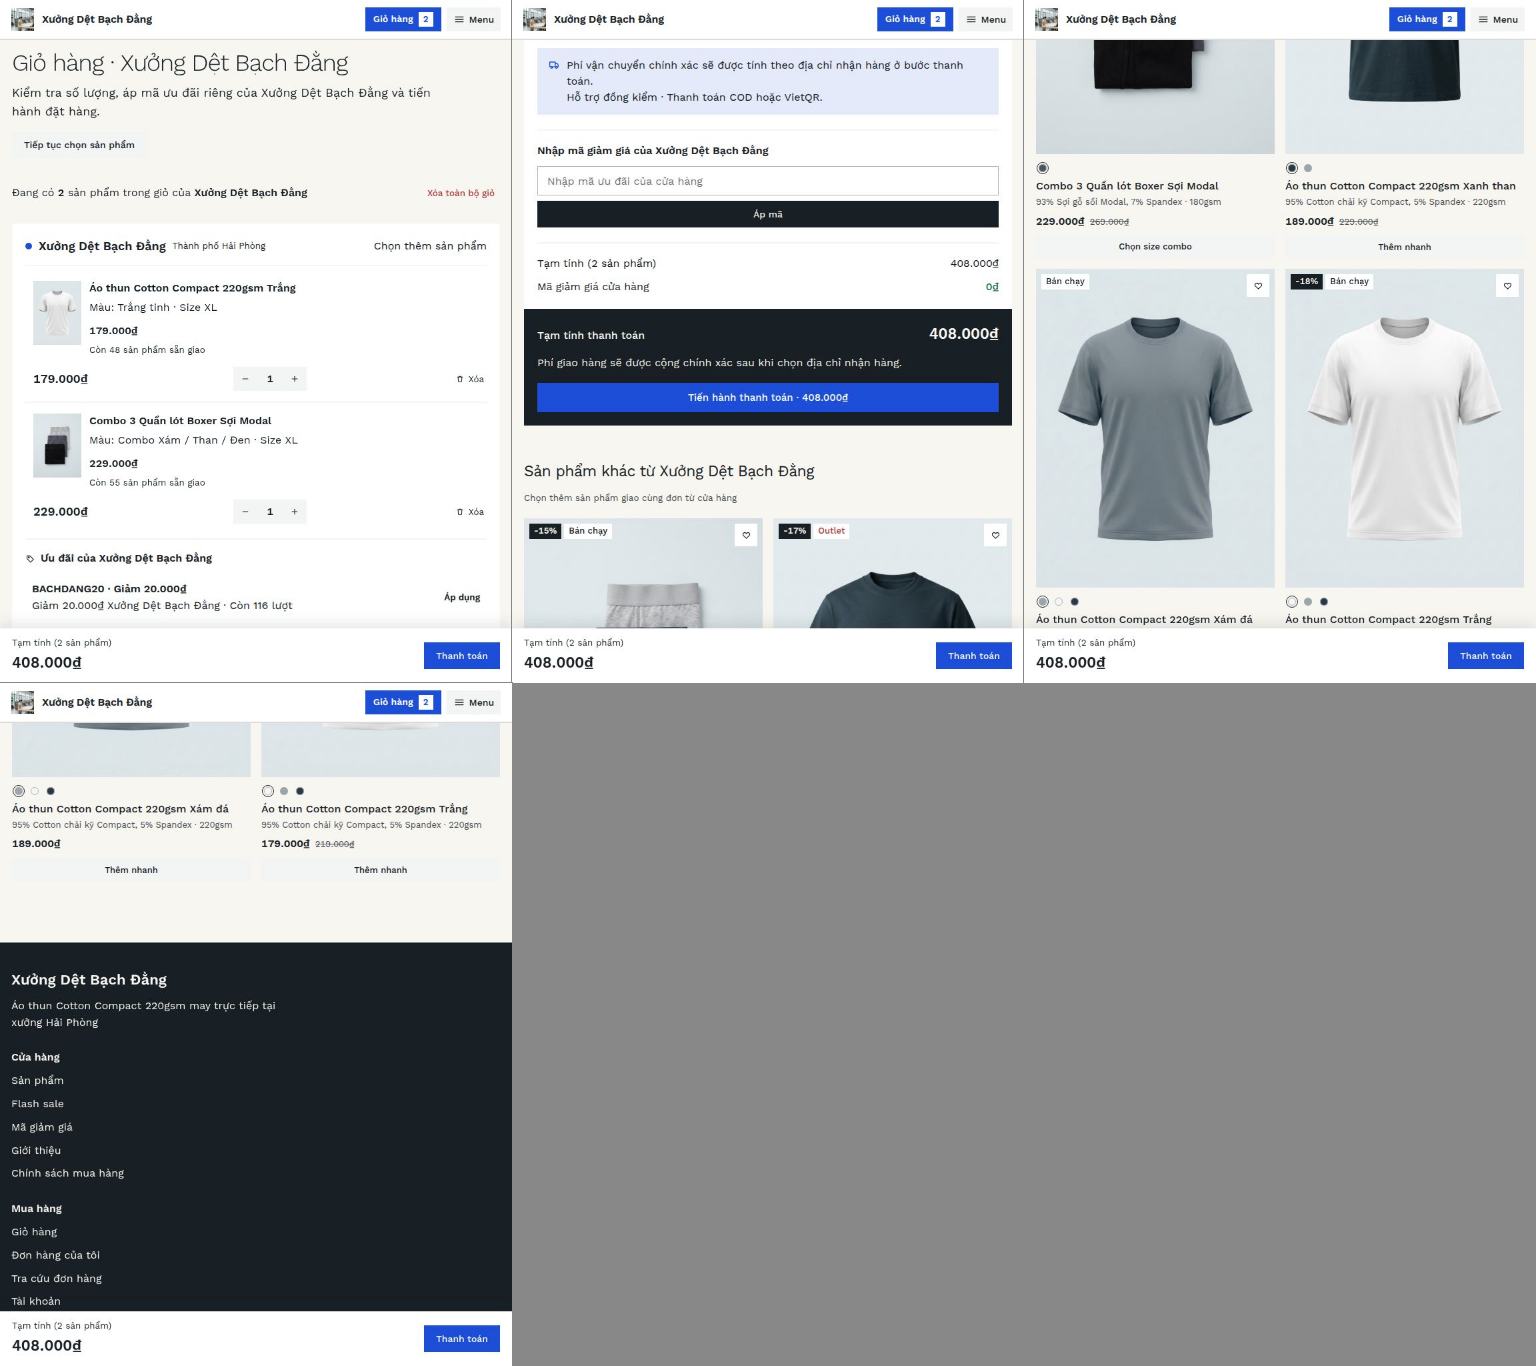 Xưởng Dệt Bạch Đằng
Giỏ hàng 2
Menu
Giỏ hàng · Xưởng Dệt Bạch Đằng
Kiểm tra số lượng, áp mã ưu đãi riêng của Xưởng Dệt Bạch Đằng và tiến
hành đặt hàng.
Tiếp tục chọn sản phẩm
Đang có 2 sản phẩm trong giỏ của Xưởng Dệt Bạch Đằng
Xóa toàn bộ giỏ
Xưởng Dệt Bạch Đằng Thành phố Hải Phòng
Chọn thêm sản phẩm
Áo thun Cotton Compact 220gsm Trắng
Màu: Trắng tinh · Size XL
179.000₫
Còn 48 sản phẩm sẵn giao
179.000₫
− 1 +
Xóa
Combo 3 Quần lót Boxer Sợi Modal
Màu: Combo Xám / Than / Đen · Size XL
229.000₫
Còn 55 sản phẩm sẵn giao
229.000₫
− 1 +
Xóa
Ưu đãi của Xưởng Dệt Bạch Đằng
BACHDANG20 · Giảm 20.000₫
Giảm 20.000₫ Xưởng Dệt Bạch Đằng · Còn 116 lượt
Áp dụng
Tạm tính (2 sản phẩm)
408.000₫
Thanh toán
Xưởng Dệt Bạch Đằng
Giỏ hàng 2
Menu
Phí vận chuyển chính xác sẽ được tính theo địa chỉ nhận hàng ở bước thanh
toán.
Hỗ trợ đồng kiểm · Thanh toán COD hoặc VietQR.
Nhập mã giảm giá của Xưởng Dệt Bạch Đằng
Nhập mã ưu đãi của cửa hàng
Áp mã
Tạm tính (2 sản phẩm)
408.000₫
Mã giảm giá cửa hàng
0₫
Tạm tính thanh toán
408.000₫
Phí giao hàng sẽ được cộng chính xác sau khi chọn địa chỉ nhận hàng.
Tiến hành thanh toán · 408.000₫
Sản phẩm khác từ Xưởng Dệt Bạch Đằng
Chọn thêm sản phẩm giao cùng đơn từ cửa hàng
-15% Bán chạy
-17% Outlet
Tạm tính (2 sản phẩm)
408.000₫
Thanh toán
Xưởng Dệt Bạch Đằng
Giỏ hàng 2
Menu
Combo 3 Quần lót Boxer Sợi Modal
93% Sợi gỗ sồi Modal, 7% Spandex · 180gsm
229.000₫ 269.000₫
Chọn size combo
Áo thun Cotton Compact 220gsm Xanh than
95% Cotton chải kỹ Compact, 5% Spandex · 220gsm
189.000₫ 229.000₫
Thêm nhanh
Bán chạy
-18% Bán chạy
Áo thun Cotton Compact 220gsm Xám đá
Áo thun Cotton Compact 220gsm Trắng
Tạm tính (2 sản phẩm)
408.000₫
Thanh toán
Xưởng Dệt Bạch Đằng
Giỏ hàng 2
Menu
Áo thun Cotton Compact 220gsm Xám đá
95% Cotton chải kỹ Compact, 5% Spandex · 220gsm
189.000₫
Thêm nhanh
Áo thun Cotton Compact 220gsm Trắng
95% Cotton chải kỹ Compact, 5% Spandex · 220gsm
179.000₫ 219.000₫
Thêm nhanh
Xưởng Dệt Bạch Đằng
Áo thun Cotton Compact 220gsm may trực tiếp tại
xưởng Hải Phòng
Cửa hàng
Sản phẩm
Flash sale
Mã giảm giá
Giới thiệu
Chính sách mua hàng
Mua hàng
Giỏ hàng
Đơn hàng của tôi
Tra cứu đơn hàng
Tài khoản
Tạm tính (2 sản phẩm)
408.000₫
Thanh toán